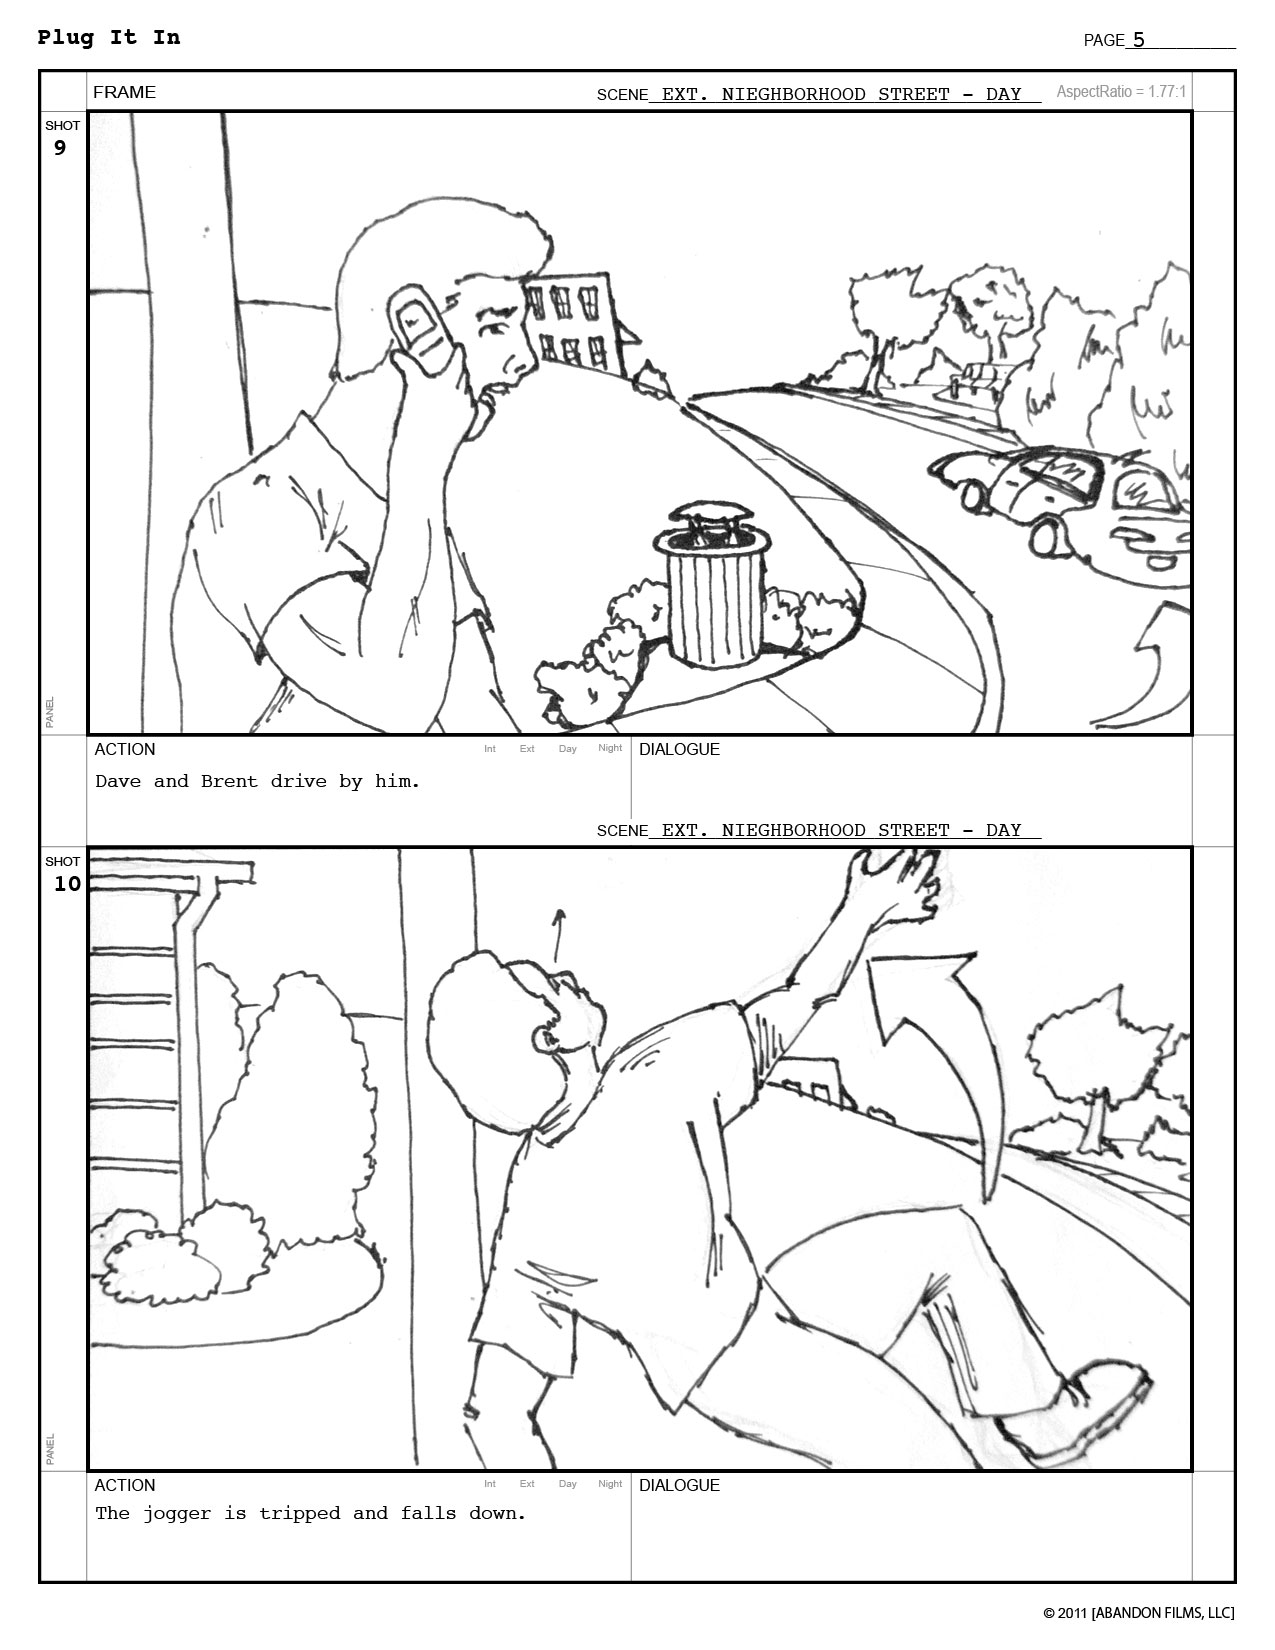 Plug It In
PAGE 5
FRAME
SCENE EXT. NIEGHBORHOOD STREET - DAY AspectRatio = 1.77:1
SHOT
9
PANEL
ACTION Int Ext Day Night DIALOGUE
Dave and Brent drive by him.
SCENE EXT. NIEGHBORHOOD STREET - DAY
SHOT
10
PANEL
ACTION Int Ext Day Night DIALOGUE
The jogger is tripped and falls down.
© 2011 [ABANDON FILMS, LLC]